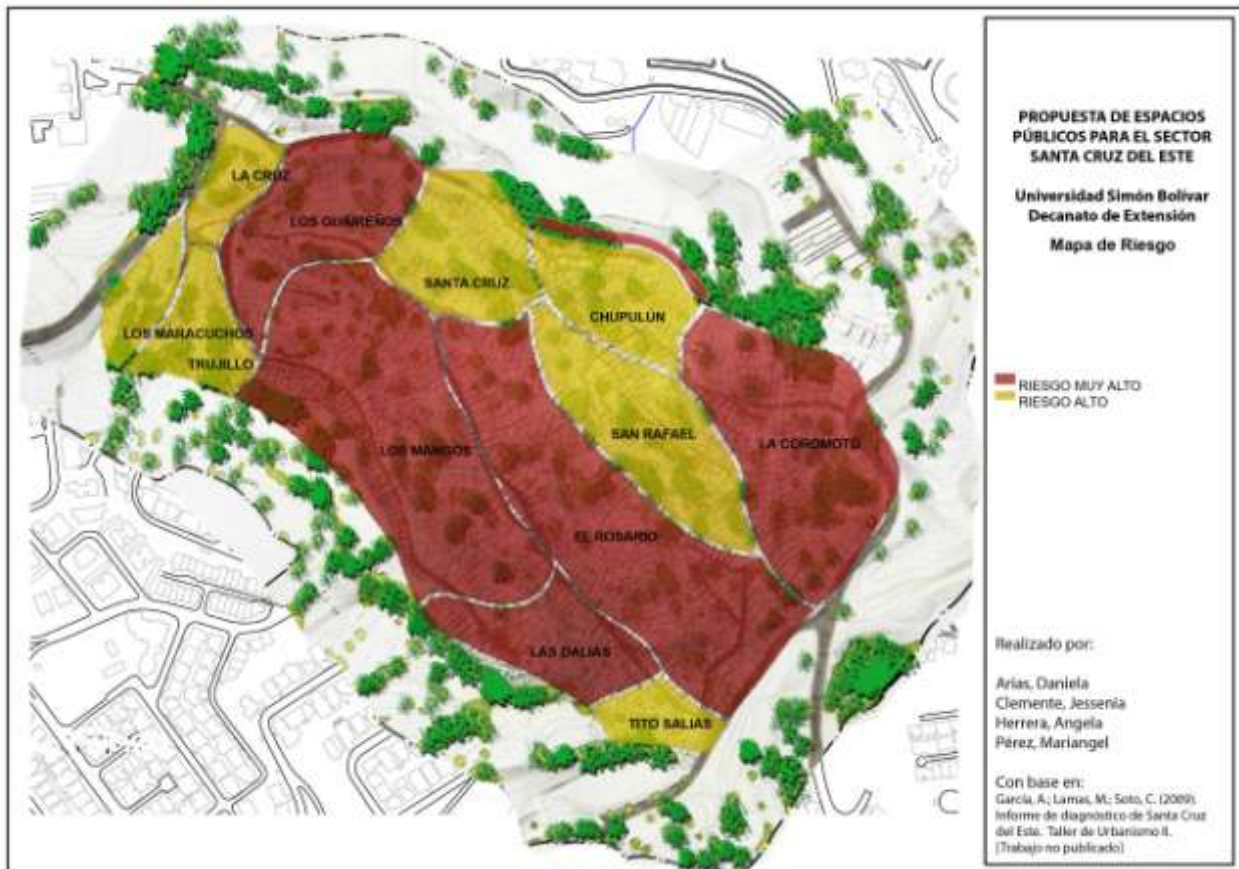 LA CRUZ
LOS GUAIREÑOS
SANTA CRUZ
CHUPULÚN
LOS MARACUCHOS
TRUJILLO
SAN RAFAEL
LA COROMOTO
LOS MANGOS
EL ROSARIO
LAS DALIAS
TITO SALIAS
PROPUESTA DE ESPACIOS
PÚBLICOS PARA EL SECTOR
SANTA CRUZ DEL ESTE
Universidad Simón Bolívar
Decanato de Extensión
Mapa de Riesgo
RIESGO MUY ALTO
RIESGO ALTO
Realizado por:
Arias, Daniela
Clemente, Jessenia
Herrera, Angela
Pérez, Mariangel
Con base en:
García, A.; Lamas, M.; Soto, C. (2009).
Informe de diagnóstico de Santa Cruz
del Este. Taller de Urbanismo II.
[Trabajo no publicado]